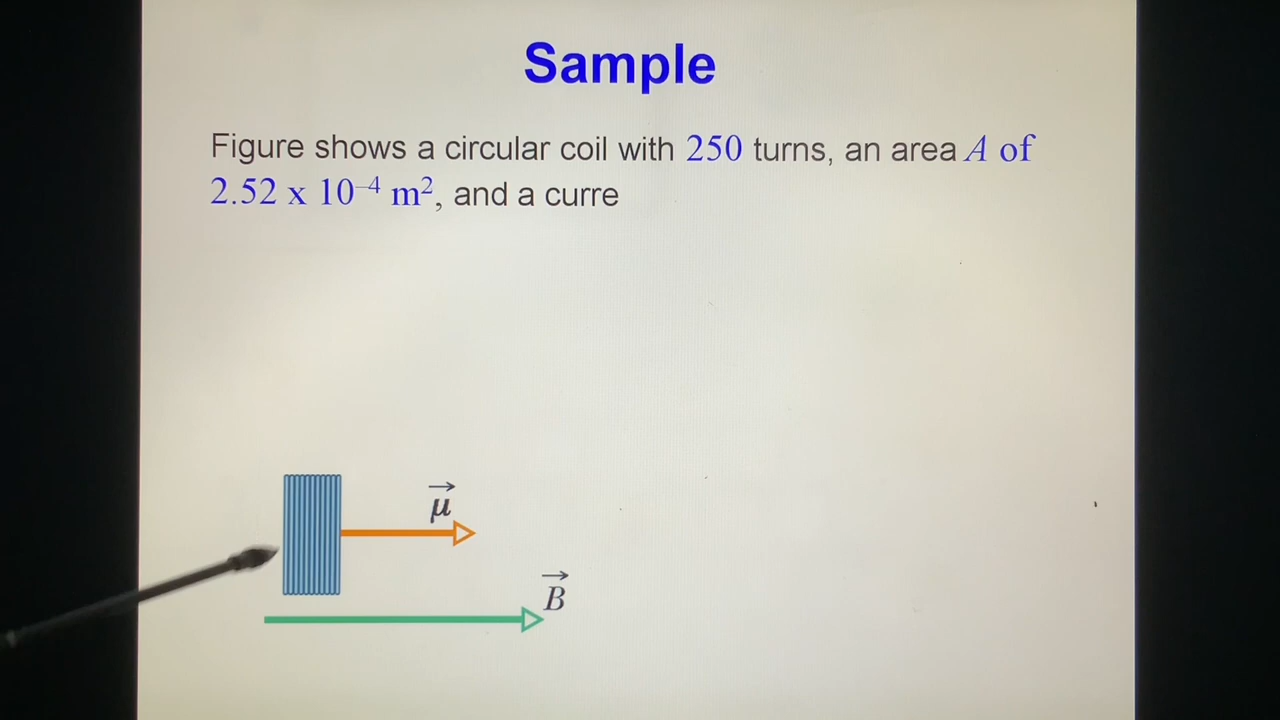 Sample
Figure shows a circular coil with 250 turns, an area A of
2.52 x 10⁻⁴ m², and a curre
μ⃗
B⃗